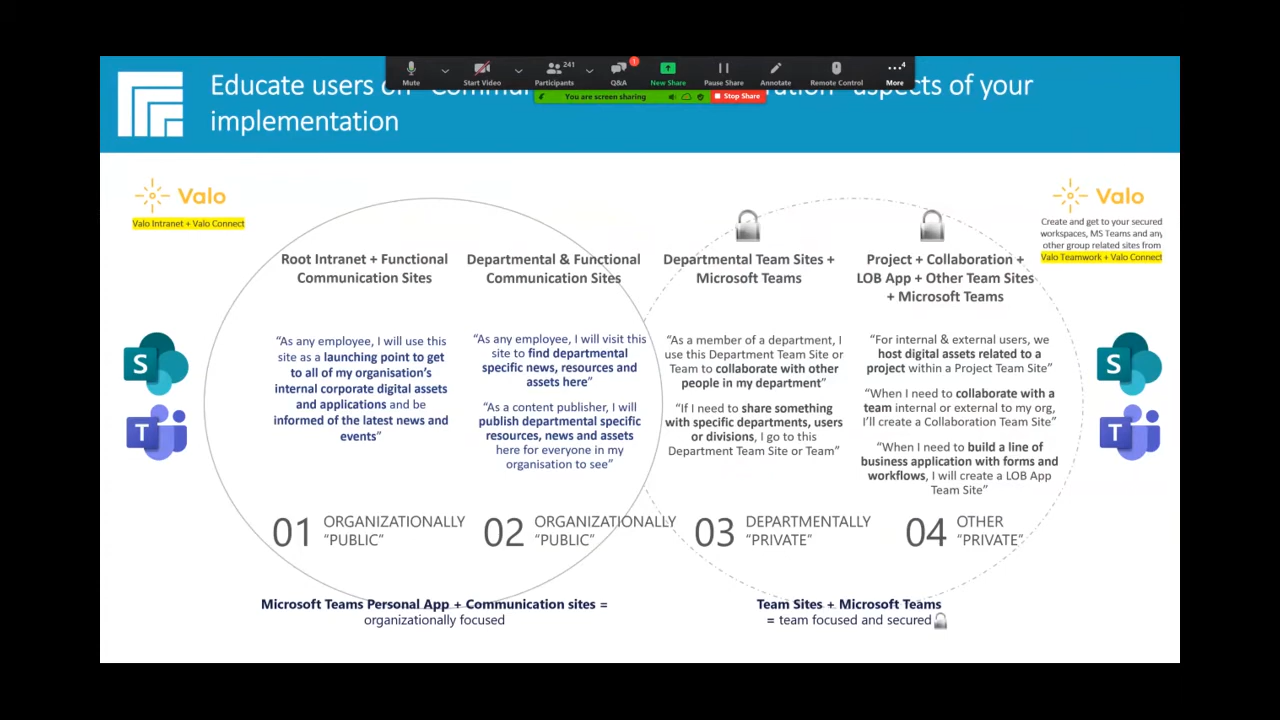 Mute
Start Video
Participants
241
Q&A
1
New Share
Pause Share
Annotate
Remote Control
More
4
You are screen sharing
Stop Share
Educate users on aspects of your
implementation
Valo
Valo Intranet + Valo Connect
Valo
Create and get to your secured
workspaces, MS Teams and any
other group related sites from
Valo Teamwork + Valo Connect
Root Intranet + Functional
Communication Sites
“As any employee, I will use this
site as a launching point to get
to all of my organisation’s
internal corporate digital assets
and applications and be
informed of the latest news and
events”
01 ORGANIZATIONALLY
“PUBLIC”
Departmental & Functional
Communication Sites
“As any employee, I will visit this
site to find departmental
specific news, resources and
assets here”
“As a content publisher, I will
publish departmental specific
resources, news and assets
here for everyone in my
organisation to see”
02 ORGANIZATIONALLY
“PUBLIC”
Departmental Team Sites +
Microsoft Teams
“As a member of a department, I
use this Department Team Site or
Team to collaborate with other
people in my department”
“If I need to share something
with specific departments, users
or divisions, I go to this
Department Team Site or Team”
03 DEPARTMENTALLY
“PRIVATE”
Project + Collaboration +
LOB App + Other Team Sites
+ Microsoft Teams
“For internal & external users, we
host digital assets related to a
project within a Project Team Site”
“When I need to collaborate with a
team internal or external to my org,
I’ll create a Collaboration Team Site”
“When I need to build a line of
business application with forms and
workflows, I will create a LOB App
Team Site”
04 OTHER
“PRIVATE”
S
T
S
T
Microsoft Teams Personal App + Communication sites =
organizationally focused
Team Sites + Microsoft Teams
= team focused and secured